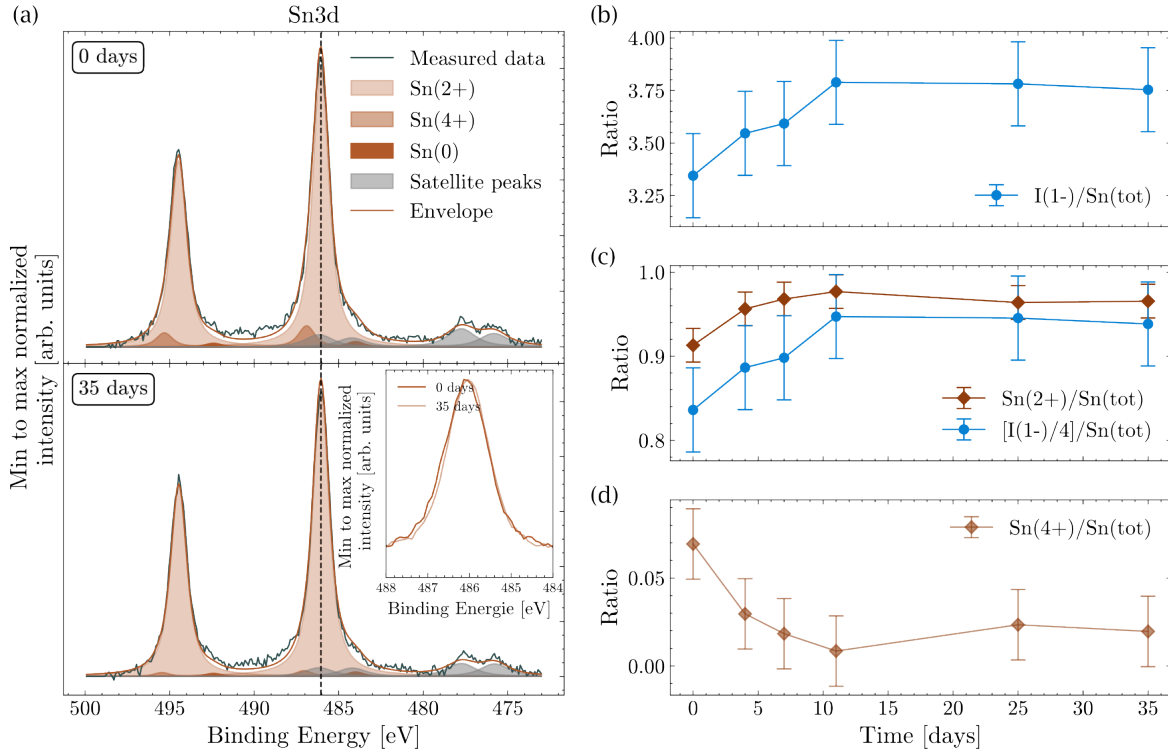 (a)
Sn3d
0 days
Measured data
Sn(2+)
Sn(4+)
Sn(0)
Satellite peaks
Envelope
35 days
0 days
35 days
Min to max normalized
intensity [arb. units]
488 487 486 485 484
Binding Energie [eV]
Min to max normalized
intensity [arb. units]
500 495 490 485 480 475
Binding Energy [eV]
(b)
4.00
3.75
3.50
3.25
Ratio
I(1-)/Sn(tot)
(c)
1.0
0.9
0.8
Ratio
Sn(2+)/Sn(tot)
[I(1-)/4]/Sn(tot)
(d)
Sn(4+)/Sn(tot)
0.05
0.00
Ratio
0 5 10 15 20 25 30 35
Time [days]